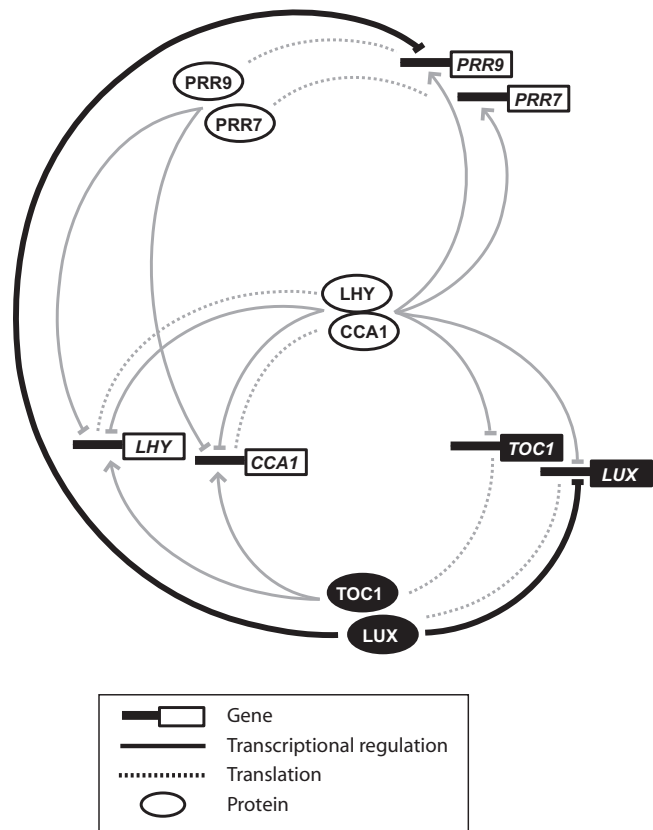 PRR9
PRR9
PRR7
PRR7
LHY
CCA1
LHY
CCA1
TOC1
LUX
TOC1
LUX
Gene
Transcriptional regulation
Translation
Protein